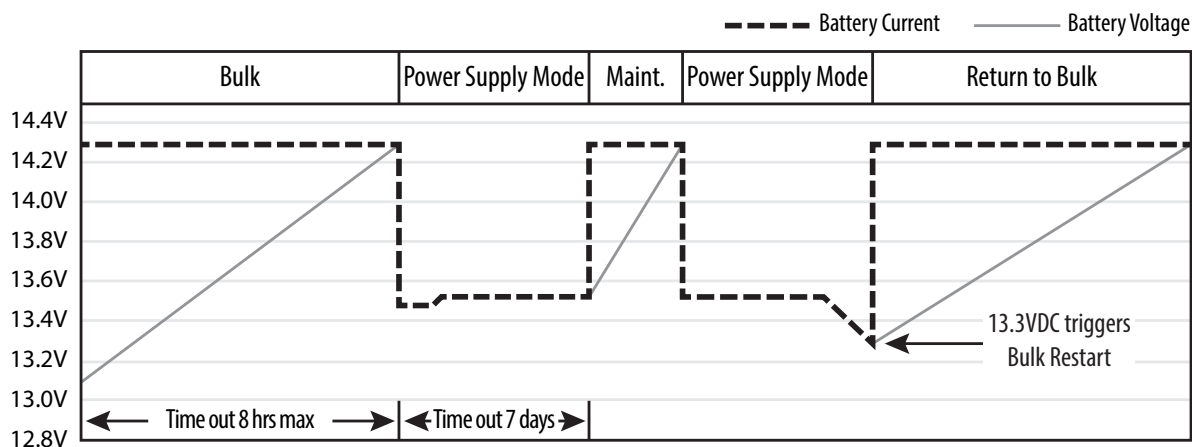 Battery Current
Battery Voltage
Bulk
Power Supply Mode
Maint.
Power Supply Mode
Return to Bulk
14.4V
14.2V
14.0V
13.8V
13.6V
13.4V
13.2V
13.0V
12.8V
13.3VDC triggers
Bulk Restart
Time out 8 hrs max
Time out 7 days